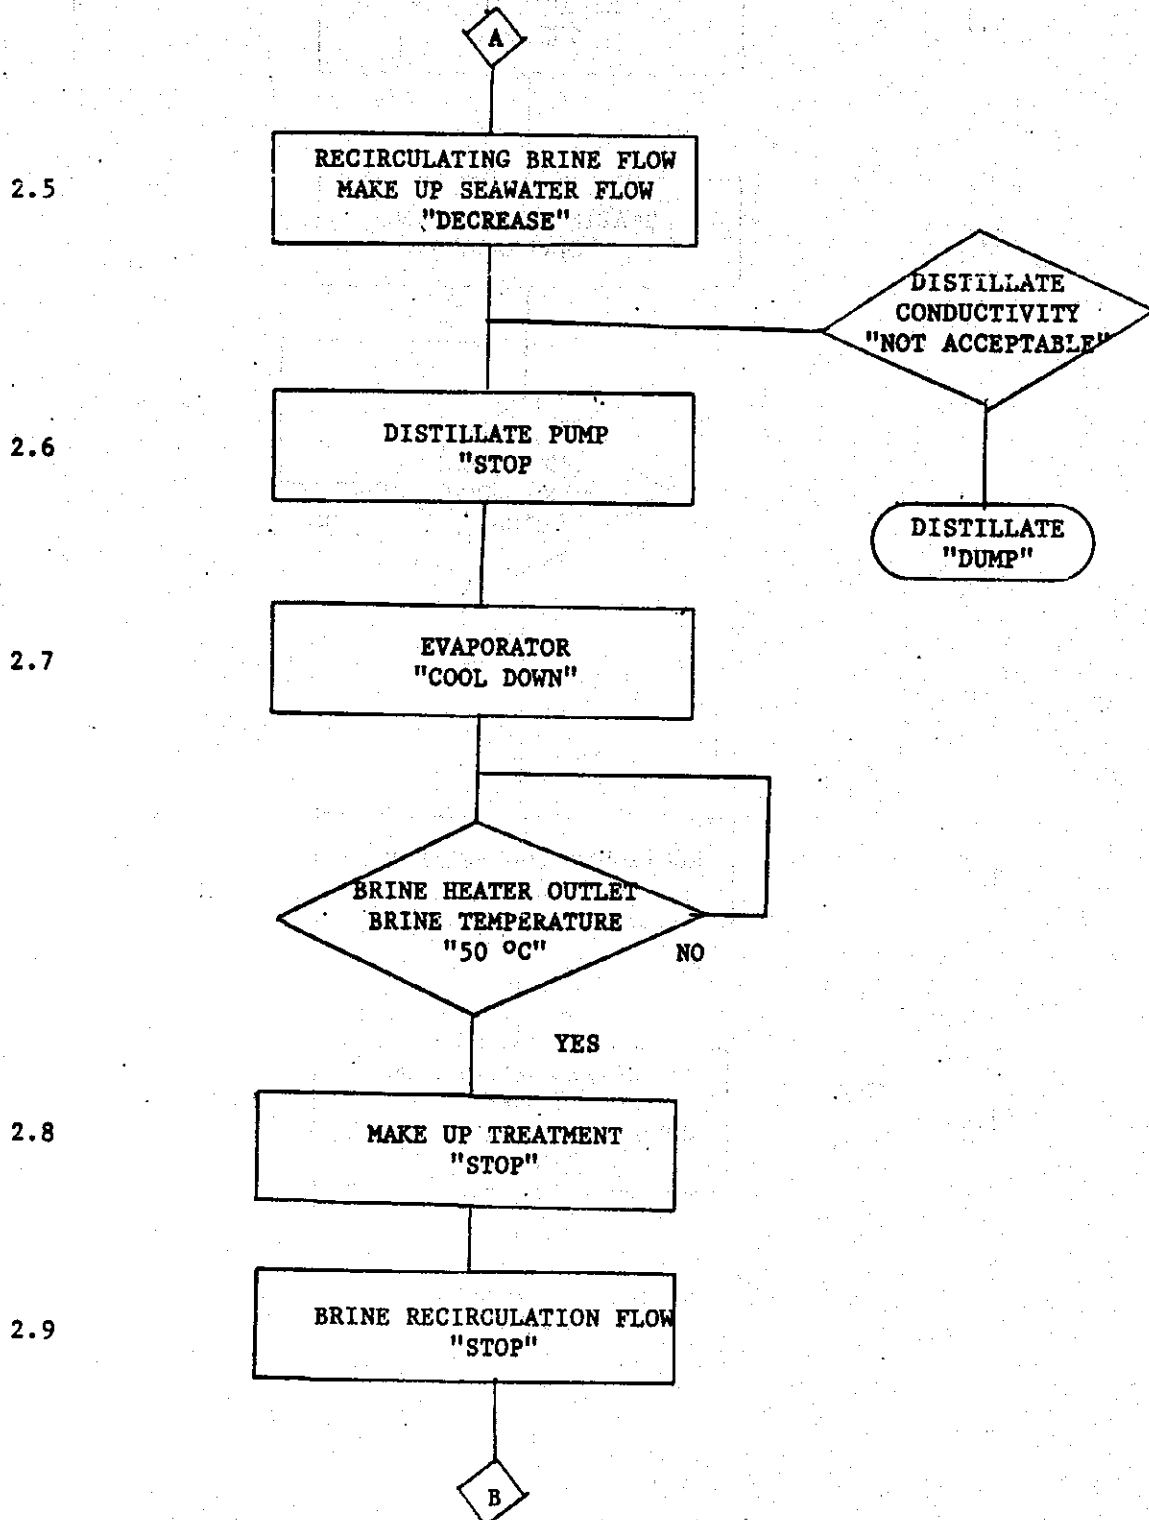 A
2.5
RECIRCULATING BRINE FLOW
MAKE UP SEAWATER FLOW
"DECREASE"
DISTILLATE
CONDUCTIVITY
"NOT ACCEPTABLE"
2.6
DISTILLATE PUMP
"STOP
DISTILLATE
"DUMP"
2.7
EVAPORATOR
"COOL DOWN"
BRINE HEATER OUTLET
BRINE TEMPERATURE
"50 °C"
NO
YES
2.8
MAKE UP TREATMENT
"STOP"
2.9
BRINE RECIRCULATION FLOW
"STOP"
B